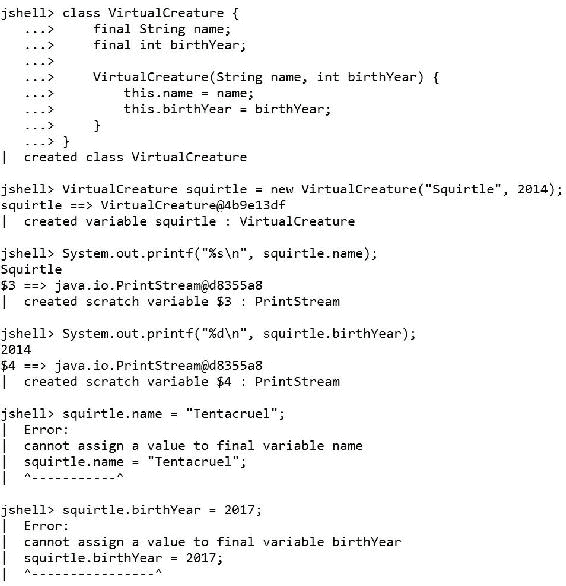 jshell> class VirtualCreature {
   ...>     final String name;
   ...>     final int birthYear;
   ...>
   ...>     VirtualCreature(String name, int birthYear) {
   ...>         this.name = name;
   ...>         this.birthYear = birthYear;
   ...>     }
   ...> }
|  created class VirtualCreature

jshell> VirtualCreature squirtle = new VirtualCreature("Squirtle", 2014);
squirtle ==> VirtualCreature@4b9e13df
|  created variable squirtle : VirtualCreature

jshell> System.out.printf("%s\n", squirtle.name);
Squirtle
$3 ==> java.io.PrintStream@d8355a8
|  created scratch variable $3 : PrintStream

jshell> System.out.printf("%d\n", squirtle.birthYear);
2014
$4 ==> java.io.PrintStream@d8355a8
|  created scratch variable $4 : PrintStream

jshell> squirtle.name = "Tentacruel";
|  Error:
|  cannot assign a value to final variable name
|  squirtle.name = "Tentacruel";
|  ^-----------^

jshell> squirtle.birthYear = 2017;
|  Error:
|  cannot assign a value to final variable birthYear
|  squirtle.birthYear = 2017;
|  ^----------------^